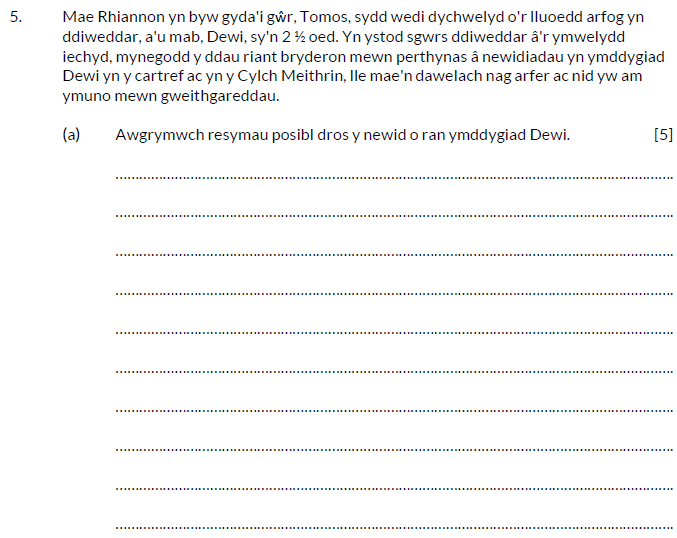 5. Mae Rhiannon yn byw gyda'i gŵr, Tomos, sydd wedi dychwelyd o'r lluoedd arfog yn
ddiweddar, a'u mab, Dewi, sy'n 2 ½ oed. Yn ystod sgwrs ddiweddar â'r ymwelydd
iechyd, mynegodd y ddau riant bryderon mewn perthynas â newidiadau yn ymddygiad
Dewi yn y cartref ac yn y Cylch Meithrin, lle mae'n dawelach nag arfer ac nid yw am
ymuno mewn gweithgareddau.
(a) Awgrymwch resymau posibl dros y newid o ran ymddygiad Dewi. [5]